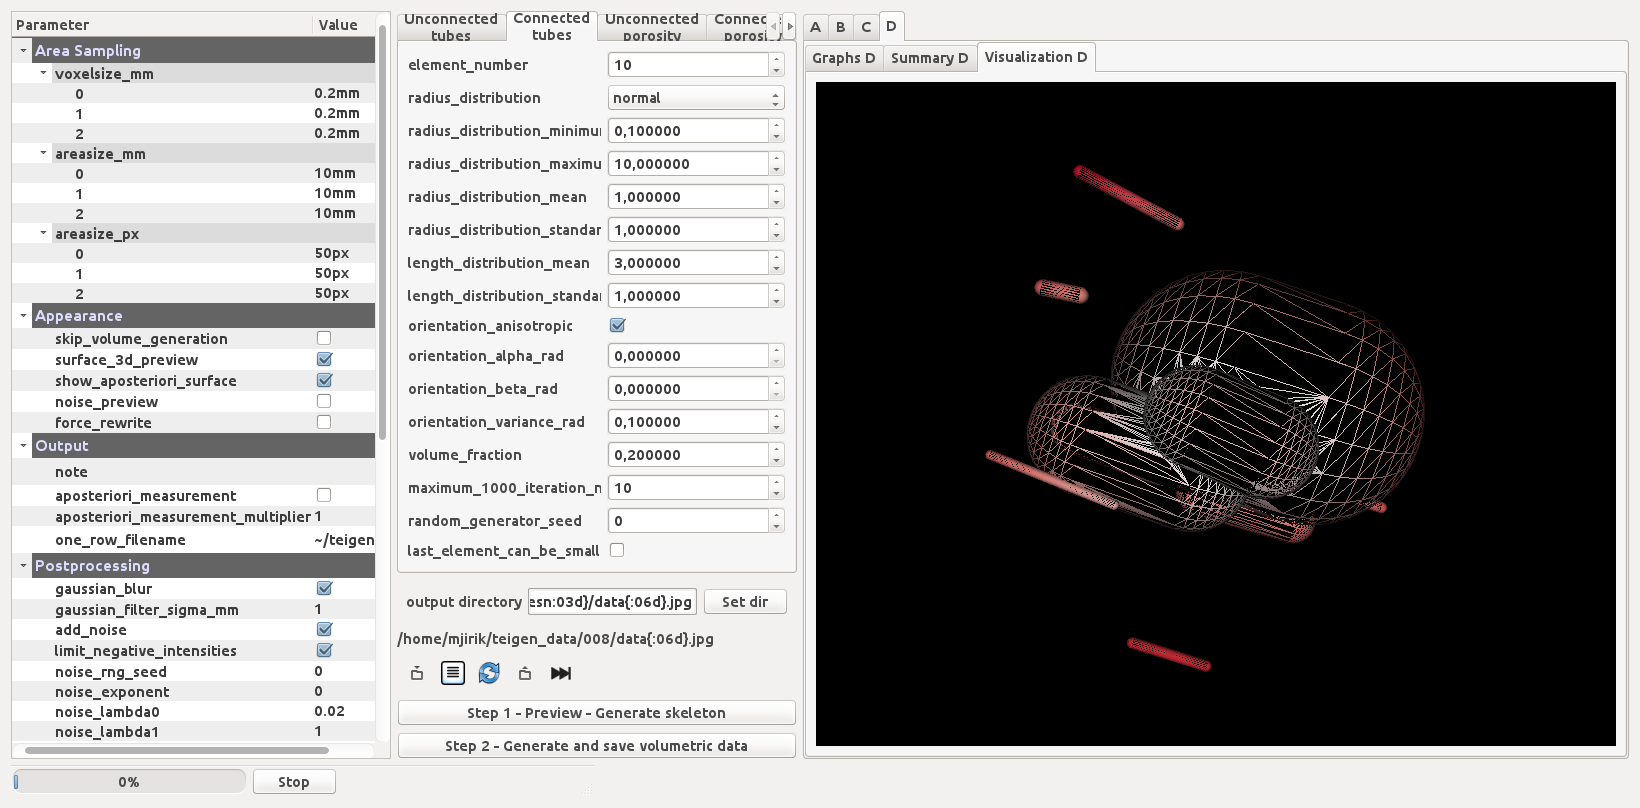 Parameter Value
Area Sampling
voxelsize_mm
0 0.2mm
1 0.2mm
2 0.2mm
areasize_mm
0 10mm
1 10mm
2 10mm
areasize_px
0 50px
1 50px
2 50px
Appearance
skip_volume_generation
surface_3d_preview
show_aposteriori_surface
noise_preview
force_rewrite
Output
note
aposteriori_measurement
aposteriori_measurement_multiplier 1
one_row_filename ~/teigen
Postprocessing
gaussian_blur
gaussian_filter_sigma_mm 1
add_noise
limit_negative_intensities
noise_rng_seed 0
noise_exponent 0
noise_lambda0 0.02
noise_lambda1 1
0%
Stop
Unconnected
tubes
Connected
tubes
Unconnected
porosity
Connec
porosi
element_number 10
radius_distribution normal
radius_distribution_minimu 0,100000
radius_distribution_maximu 10,000000
radius_distribution_mean 1,000000
radius_distribution_standar 1,000000
length_distribution_mean 3,000000
length_distribution_standa 1,000000
orientation_anisotropic
orientation_alpha_rad 0,000000
orientation_beta_rad 0,000000
orientation_variance_rad 0,100000
volume_fraction 0,200000
maximum_1000_iteration_n 10
random_generator_seed 0
last_element_can_be_small
output directory esn:03d}/data{:06d}.jpg Set dir
/home/mjirik/teigen_data/008/data{:06d}.jpg
Step 1 - Preview - Generate skeleton
Step 2 - Generate and save volumetric data
A B C D
Graphs D Summary D Visualization D